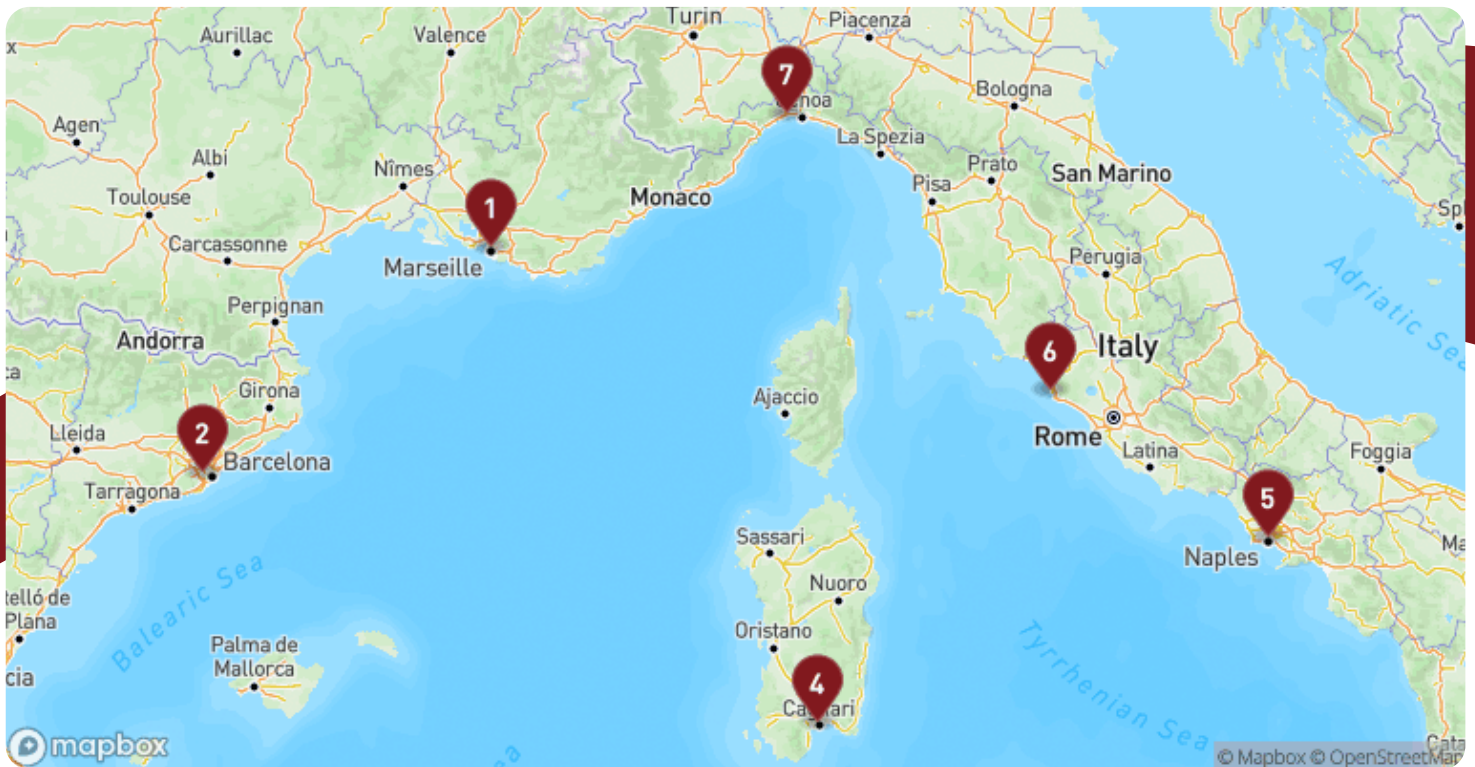 Turin
Piacenza
Aurillac
Valence
7
Bologna
Agen
La Spezia
Albi
Nîmes
Prato
San Marino
Pisa
Toulouse
1
Monaco
Carcassonne
Marseille
Perugia
Adriatic
Perpignan
Andorra
6
Italy
Girona
Ajaccio
2
Lleida
Barcelona
Rome
Latina
Foggia
Tarragona
5
Sassari
Naples
Balearic Sea
Nuoro
Oristano
Palma de
Mallorca
4
Tyrrhenian Sea
mapbox
© Mapbox © OpenStreetMap